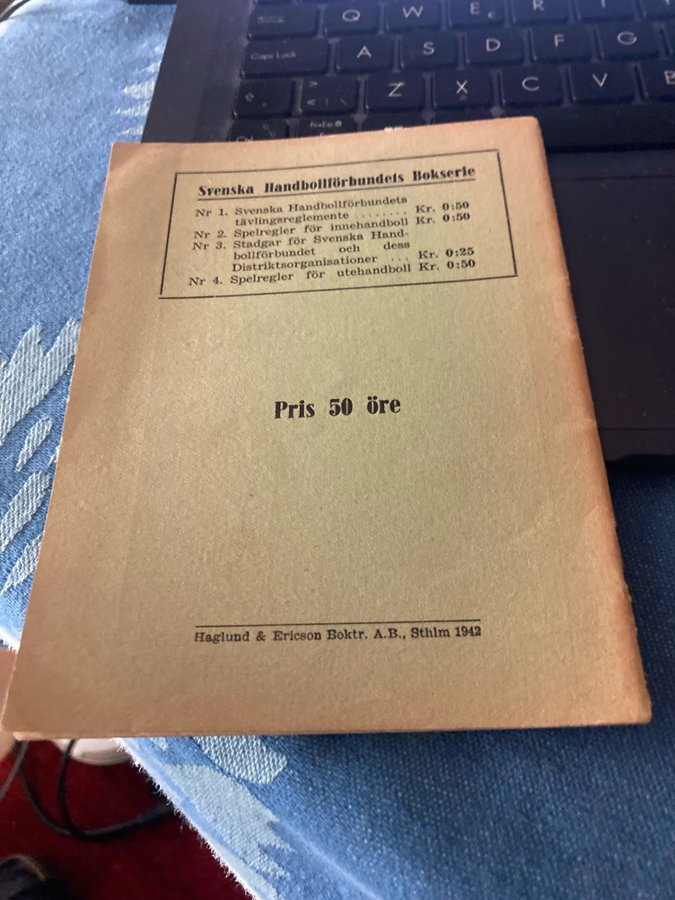 Q W E R
Caps Lock A S D F G
Z X C V B
Svenska Handbollförbundets Bokserie
Nr 1. Svenska Handbollförbundets
tävlingsreglemente ........ Kr. 0:50
Nr 2. Spelregler för innehandboll Kr. 0:50
Nr 3. Stadgar för Svenska Hand-
bollförbundet och dess
Distriktsorganisationer ... Kr. 0:25
Nr 4. Spelregler för utehandboll Kr. 0:50
Pris 50 öre
Haglund & Ericson Boktr. A.B., Sthlm 1942